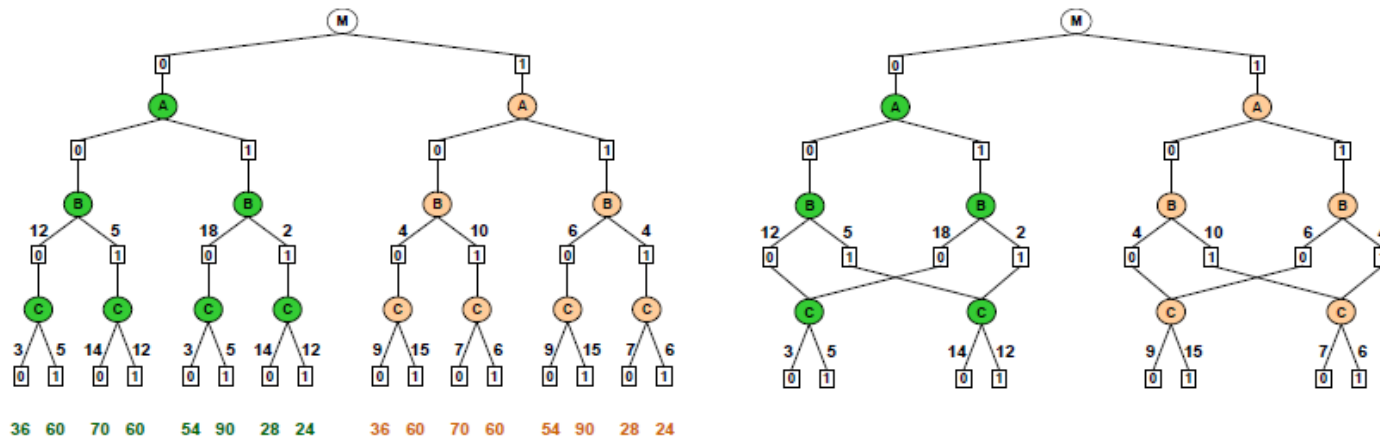 M M
0 1 0 1
A A A A
0 1 0 1 0 1 0 1
B B B B B B B B
12 5 18 2 4 10 6 4 12 5 18 2 4 10 6
0 1 0 1 0 1 0 1 0 1 0 1 0 1 0 1
C C C C C C C C C C C C
3 5 14 12 3 5 14 12 9 15 7 6 9 15 7 6 3 5 14 12 9 15 7 6
0 1 0 1 0 1 0 1 0 1 0 1 0 1 0 1 0 1 0 1 0 1 0 1
36 60 70 60 54 90 28 24 36 60 70 60 54 90 28 24